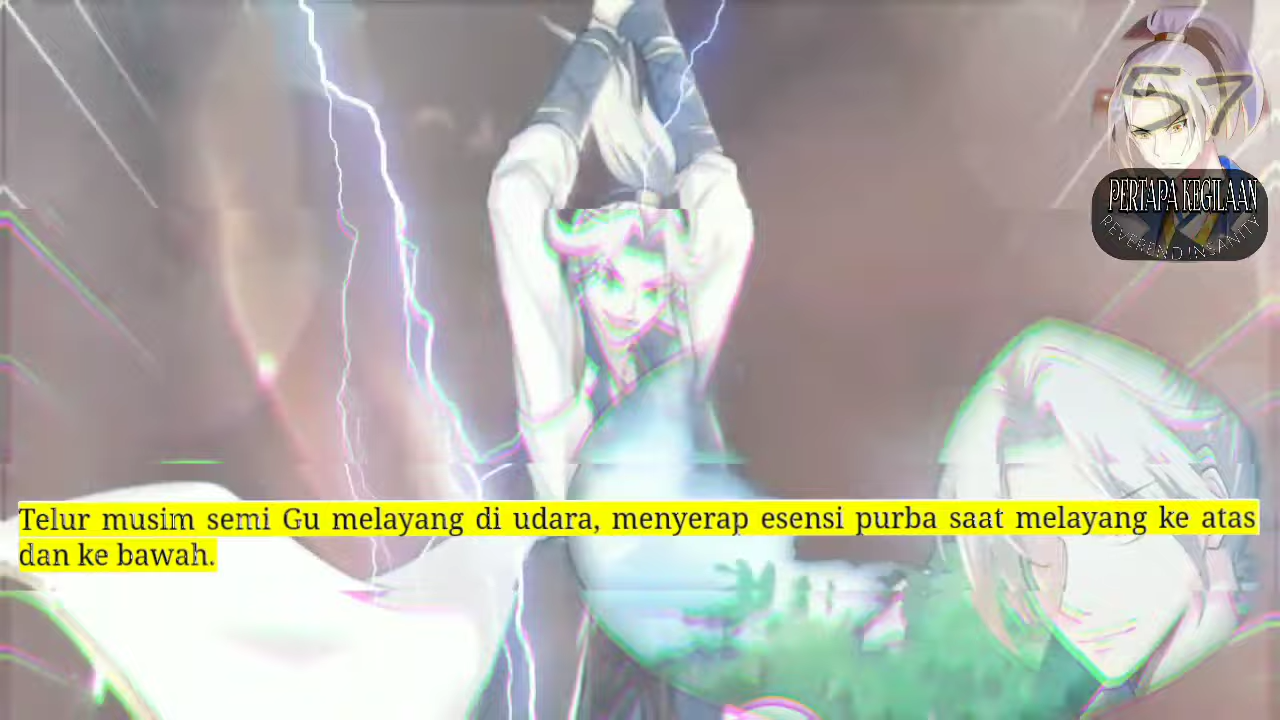 57
PERTAPA KEGILAAN
REVEREND INSANITY
Telur musim semi Gu melayang di udara, menyerap esensi purba saat melayang ke atas
dan ke bawah.